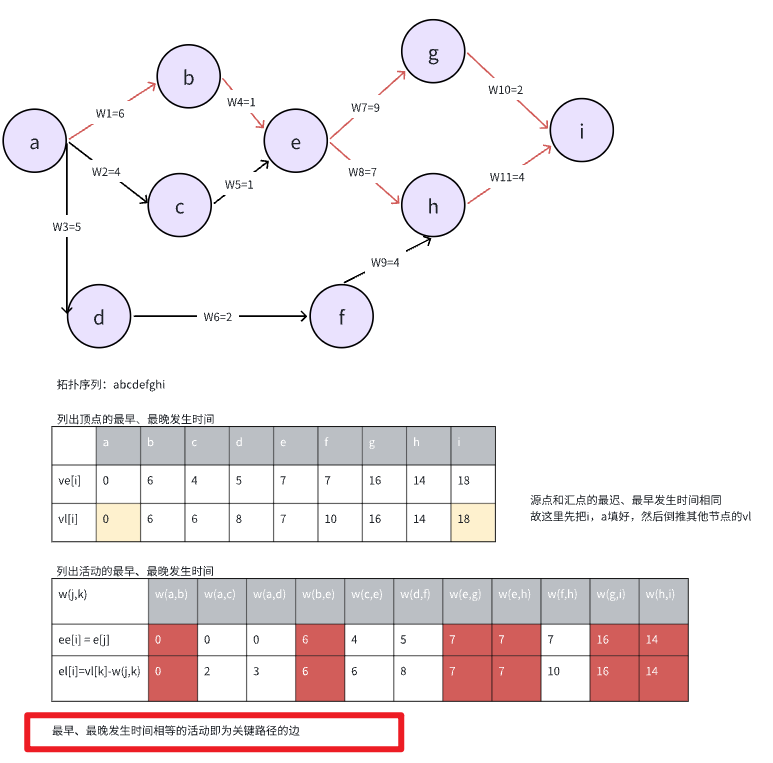 g
b
W10=2
W4=1
W1=6
W7=9
i
a
e
W2=4
W8=7
W11=4
W5=1
c
h
W3=5
W9=4
d
W6=2
f
拓扑序列：abcdefghi
列出顶点的最早、最晚发生时间
a b c d e f g h i
ve[i] 0 6 4 5 7 7 16 14 18
源点和汇点的最迟、最早发生时间相同
vl[i] 0 6 6 8 7 10 16 14 18
故这里先把i，a填好，然后倒推其他节点的vl
列出活动的最早、最晚发生时间
w(j,k) w(a,b) w(a,c) w(a,d) w(b,e) w(c,e) w(d,f) w(e,g) w(e,h) w(f,h) w(g,i) w(h,i)
ee[i] = e[j] 0 0 0 6 4 5 7 7 7 16 14
el[i]=vl[k]-w(j,k) 0 2 3 6 6 8 7 7 10 16 14
最早、最晚发生时间相等的活动即为关键路径的边